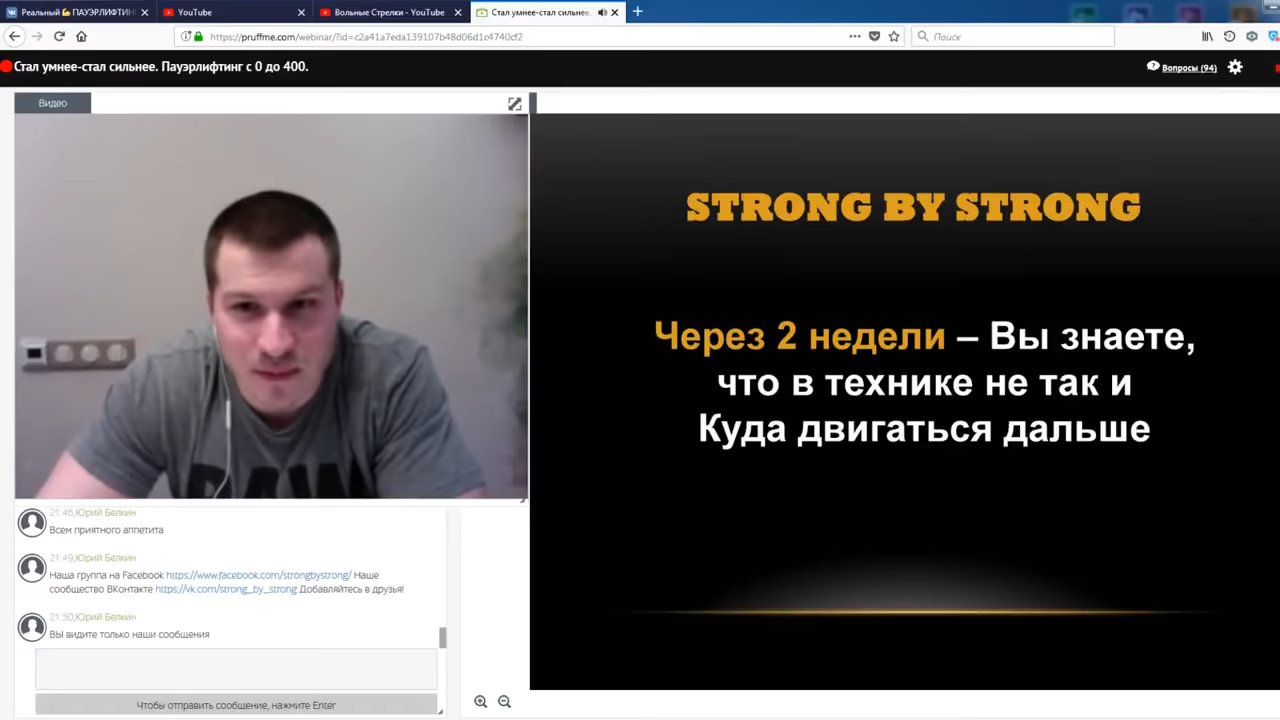 Реальный 💪 ПАУЭРЛИФТИНГ
YouTube
Вольные Стрелки - YouTube
Стал умнее-стал сильнее.
https://pruffme.com/webinar/?id=c2a41a7eda139107b48d06d1c4740cf2
Поиск
Стал умнее-стал сильнее. Пауэрлифтинг с 0 до 400.
Вопросы (94)
Видео
STRONG BY STRONG
Через 2 недели – Вы знаете,
что в технике не так и
Куда двигаться дальше
21:46, Юрий Белкин
Всем приятного аппетита
21:49, Юрий Белкин
Наша группа на Facebook https://www.facebook.com/strongbystrong/ Наше
сообщество ВКонтакте https://vk.com/strong_by_strong Добавляйтесь в друзья!
21:50, Юрий Белкин
ВЫ видите только наши сообщения
Чтобы отправить сообщение, нажмите Enter